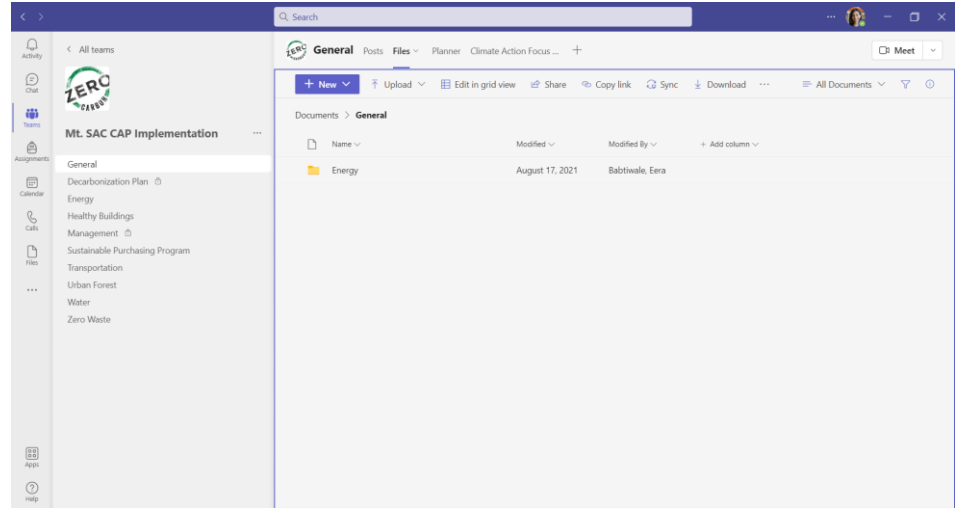 Search
Activity
Chat
Teams
Assignments
Calendar
Calls
Files
Apps
Help
All teams
ZERO
CARBON
Mt. SAC CAP Implementation
General
Decarbonization Plan
Energy
Healthy Buildings
Management
Sustainable Purchasing Program
Transportation
Urban Forest
Water
Zero Waste
ZERO General Posts Files Planner Climate Action Focus ... + Meet
+ New Upload Edit in grid view Share Copy link Sync Download ... All Documents
Documents > General
Name Modified Modified By + Add column
Energy August 17, 2021 Babtiwale, Eera